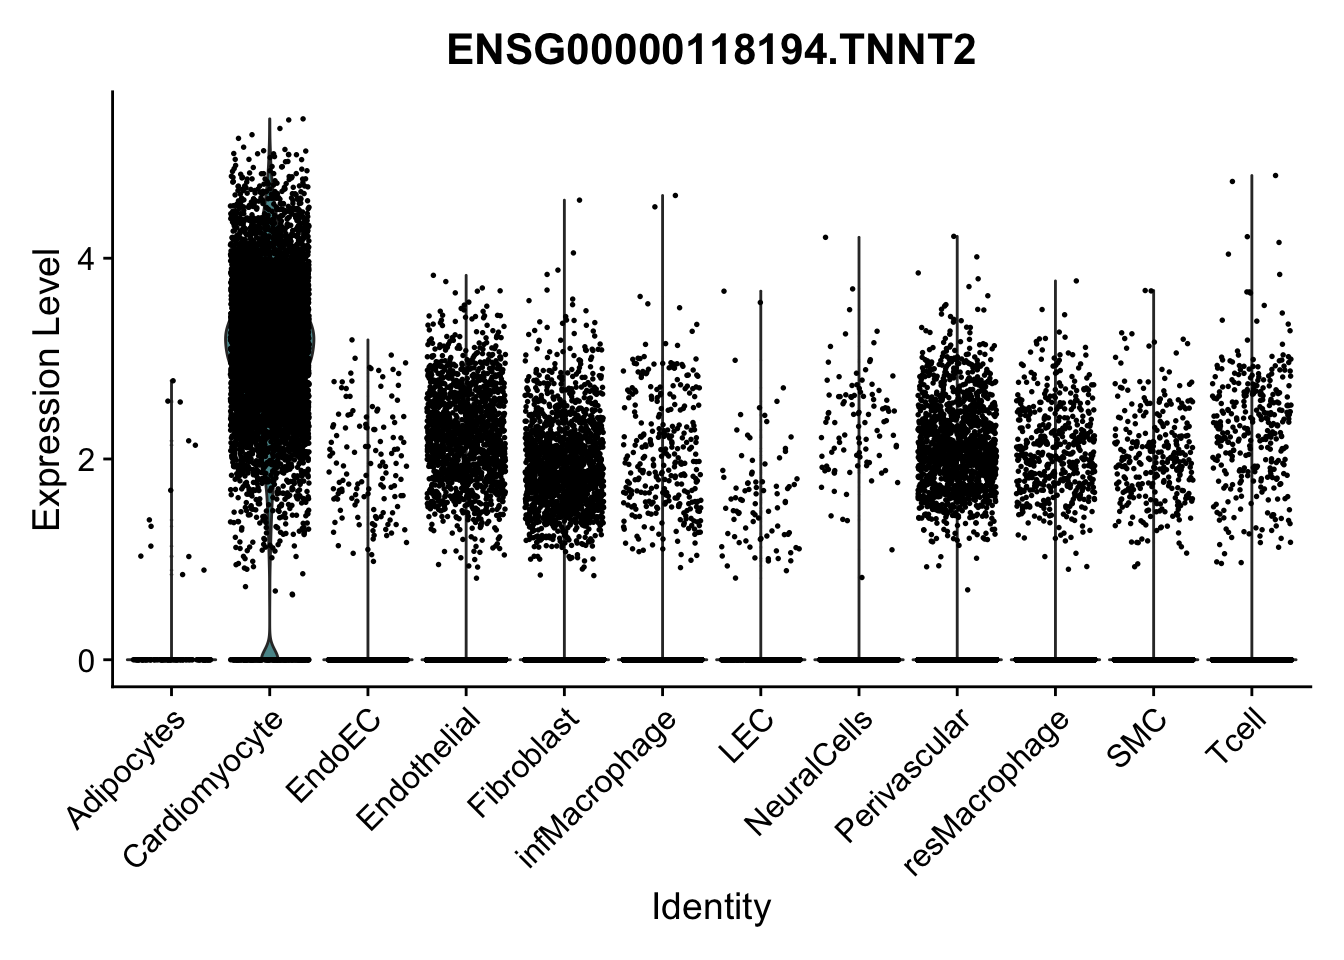 ENSG00000118194.TNNT2
Expression Level
4
2
0
Adipocytes
Cardiomyocyte
EndoEC
Endothelial
Fibroblast
infMacrophage
LEC
NeuralCells
Perivascular
resMacrophage
SMC
Tcell
Identity